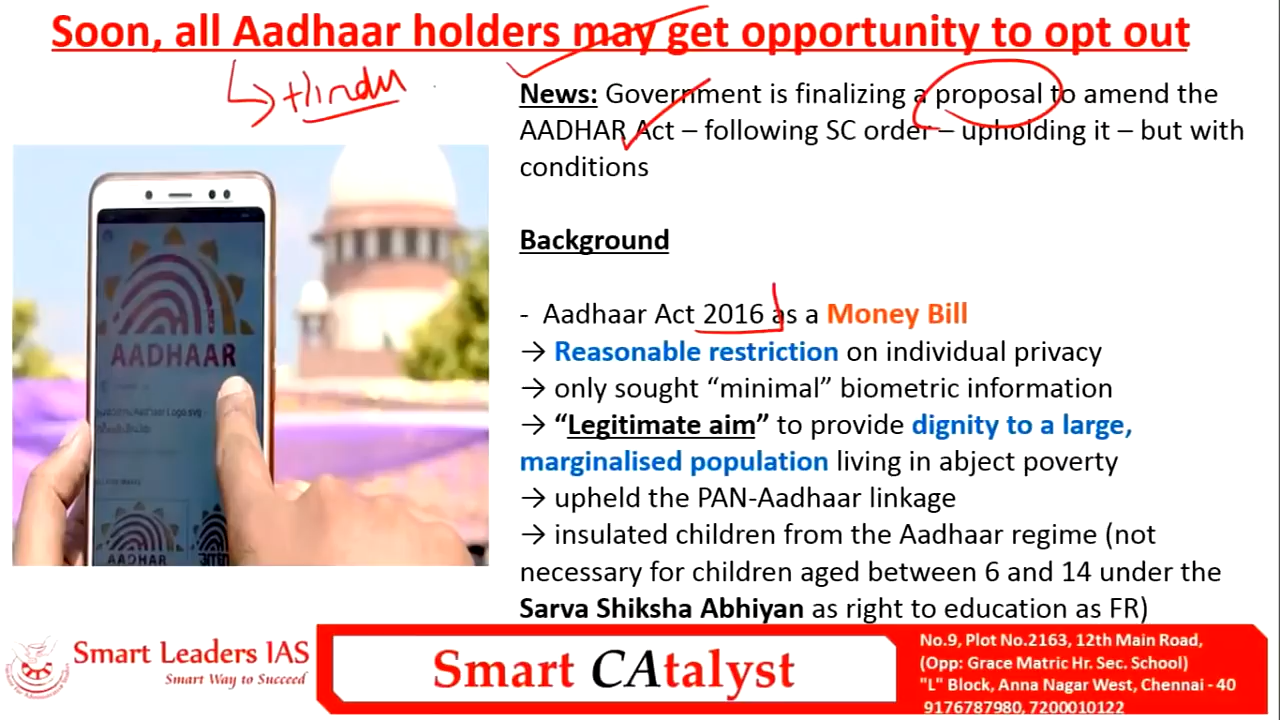 Soon, all Aadhaar holders may get opportunity to opt out
Hindu
News: Government is finalizing a proposal to amend the
AADHAR Act – following SC order – upholding it – but with
conditions
Background
- Aadhaar Act 2016 as a Money Bill
→ Reasonable restriction on individual privacy
→ only sought “minimal” biometric information
→ “Legitimate aim” to provide dignity to a large,
marginalised population living in abject poverty
→ upheld the PAN-Aadhaar linkage
→ insulated children from the Aadhaar regime (not
necessary for children aged between 6 and 14 under the
Sarva Shiksha Abhiyan as right to education as FR)
AADHAAR
AADHAAR
Smart Leaders IAS
Smart Way to Succeed
Smart CAtalyst
No.9, Plot No.2163, 12th Main Road,
(Opp: Grace Matric Hr. Sec. School)
"L" Block, Anna Nagar West, Chennai - 40
9176787980, 7200010122